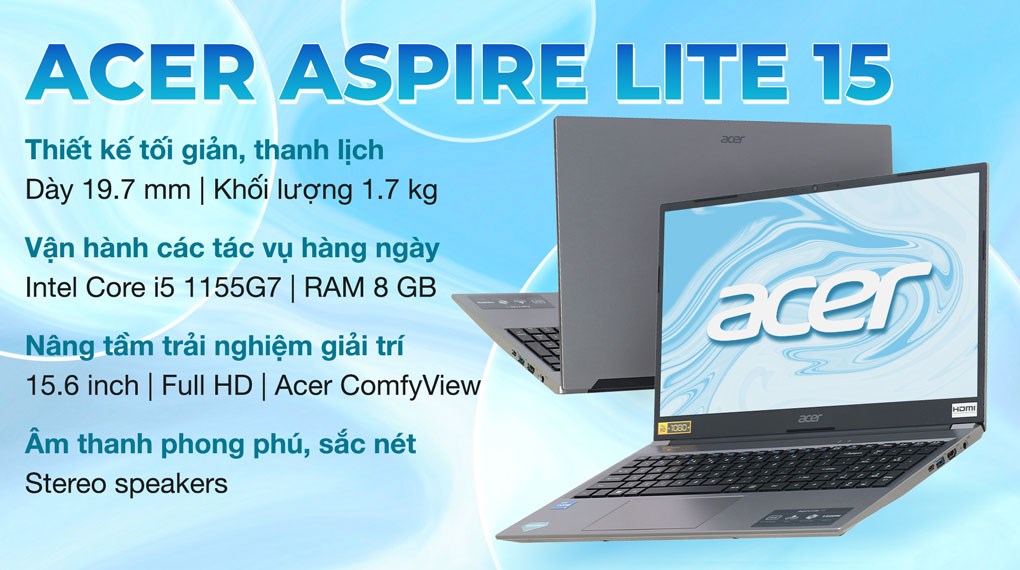 ACER ASPIRE LITE 15
Thiết kế tối giản, thanh lịch
Dày 19.7 mm | Khối lượng 1.7 kg
Vận hành các tác vụ hàng ngày
Intel Core i5 1155G7 | RAM 8 GB
Nâng tầm trải nghiệm giải trí
15.6 inch | Full HD | Acer ComfyView
Âm thanh phong phú, sắc nét
Stereo speakers
acer
acer
acer
HDMI
1080